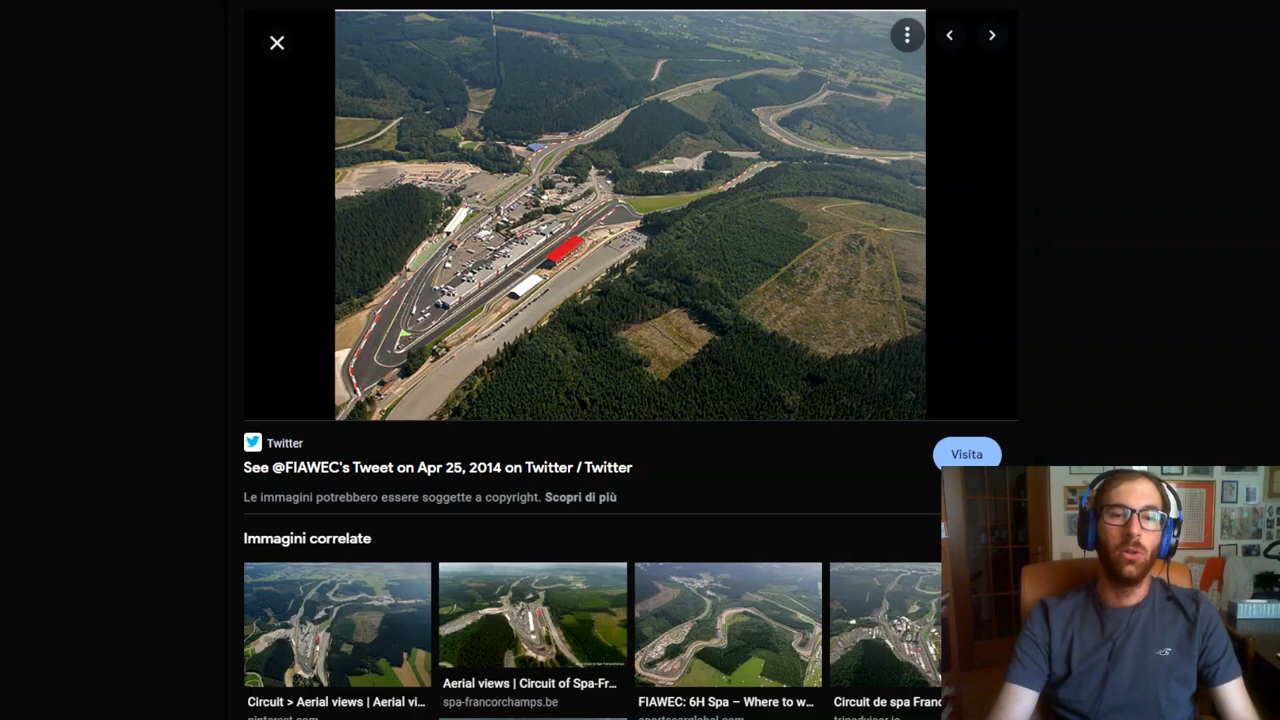 Twitter
See @FIAWEC's Tweet on Apr 25, 2014 on Twitter / Twitter
Visita
Le immagini potrebbero essere soggette a copyright. Scopri di più
Immagini correlate
Circuit > Aerial views | Aerial vi...
Aerial views | Circuit of Spa-Fr...
spa-francorchamps.be
FIAWEC: 6H Spa – Where to w...
Circuit de spa Franc
pinterest.com